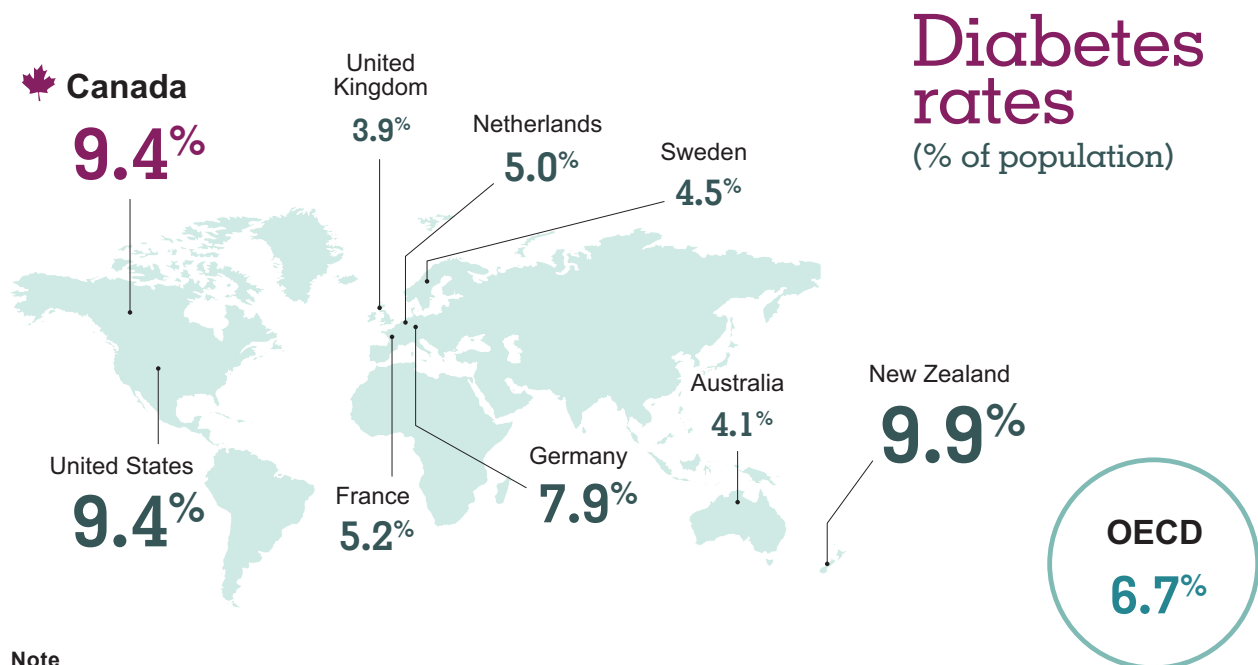 Diabetes
rates
(% of population)
Canada
9.4%
United
Kingdom
3.9%
Netherlands
5.0%
Sweden
4.5%
United States
9.4%
France
5.2%
Germany
7.9%
Australia
4.1%
New Zealand
9.9%
OECD
6.7%
Note